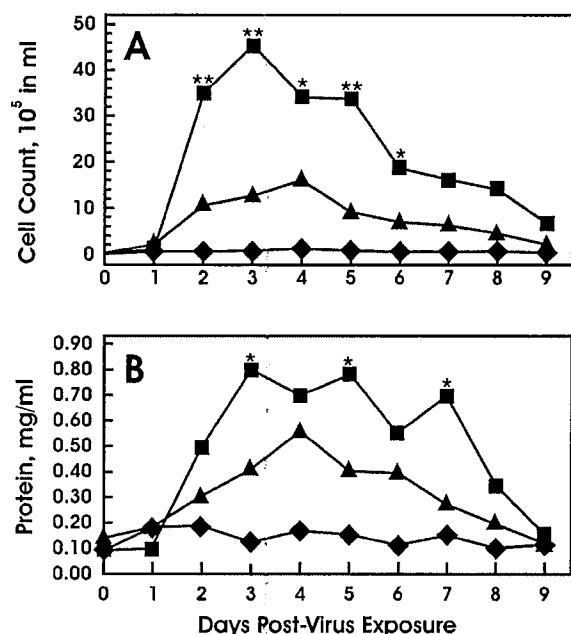 A
50
40
30
20
10
0
Cell Count, 10⁵ in ml
** ** * ** *
0 1 2 3 4 5 6 7 8 9
B
0.90
0.80
0.70
0.60
0.50
0.40
0.30
0.20
0.10
0.00
Protein, mg/ml
* * *
0 1 2 3 4 5 6 7 8 9
Days Post-Virus Exposure